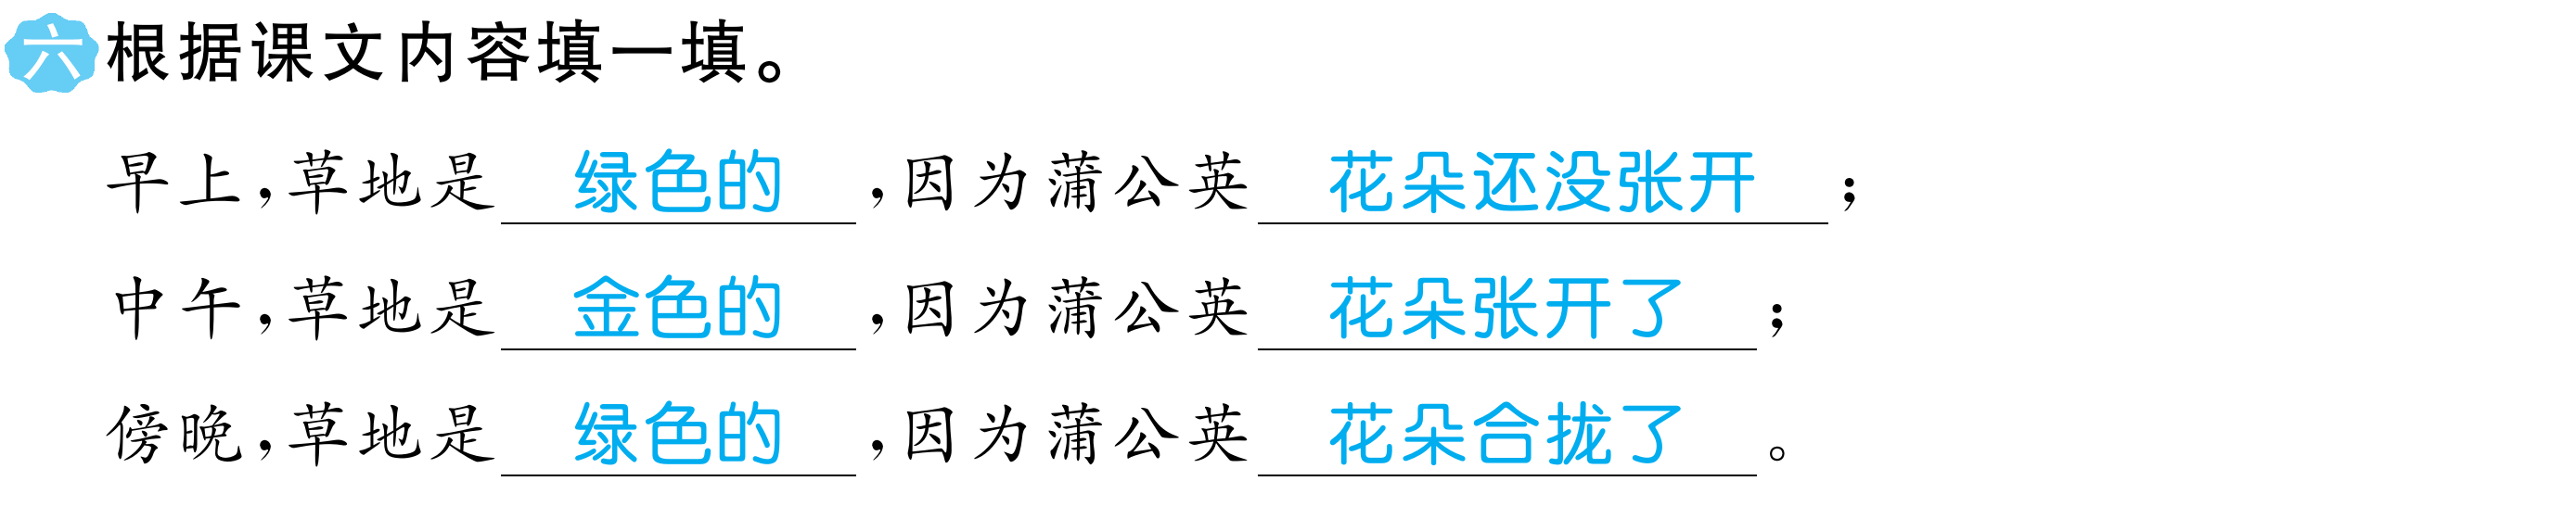 六 根据课文内容填一填。
早上,草地是 绿色的 ,因为蒲公英 花朵还没张开 ;
中午,草地是 金色的 ,因为蒲公英 花朵张开了 ;
傍晚,草地是 绿色的 ,因为蒲公英 花朵合拢了 。